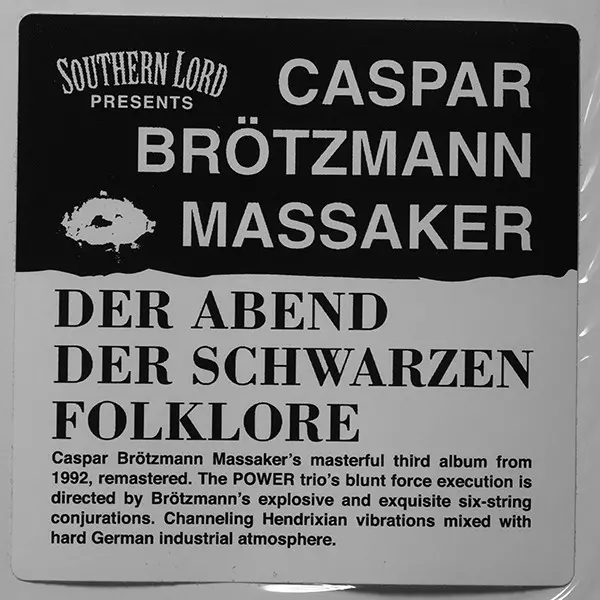 SOUTHERN LORD
PRESENTS
CASPAR
BRÖTZMANN
MASSAKER
DER ABEND
DER SCHWARZEN
FOLKLORE
Caspar Brötzmann Massaker's masterful third album from
1992, remastered. The POWER trio's blunt force execution is
directed by Brötzmann's explosive and exquisite six-string
conjurations. Channeling Hendrixian vibrations mixed with
hard German industrial atmosphere.